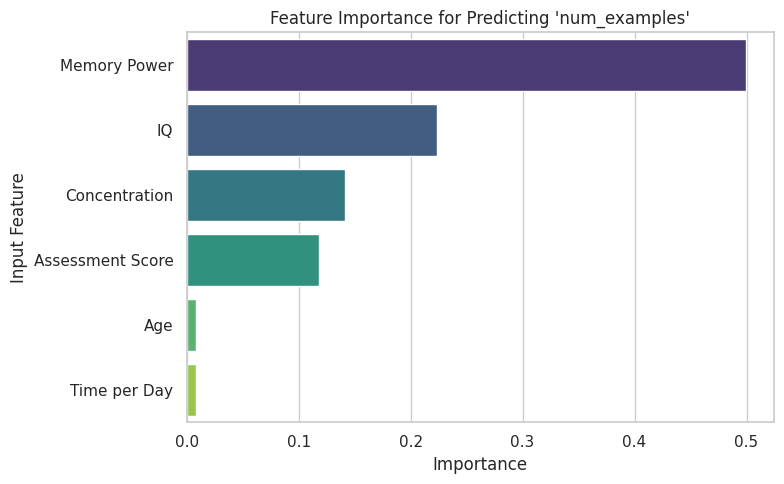 Feature Importance for Predicting 'num_examples'
Memory Power
IQ
Concentration
Assessment Score
Age
Time per Day
Input Feature
0.0 0.1 0.2 0.3 0.4 0.5
Importance